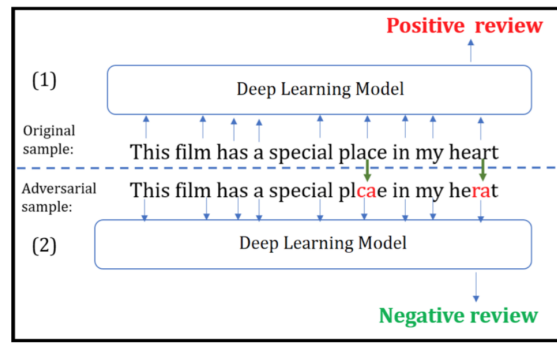 Positive review
(1)
Deep Learning Model
Original
sample:
This film has a special place in my heart
Adversarial
sample:
This film has a special plcae in my herat
(2)
Deep Learning Model
Negative review